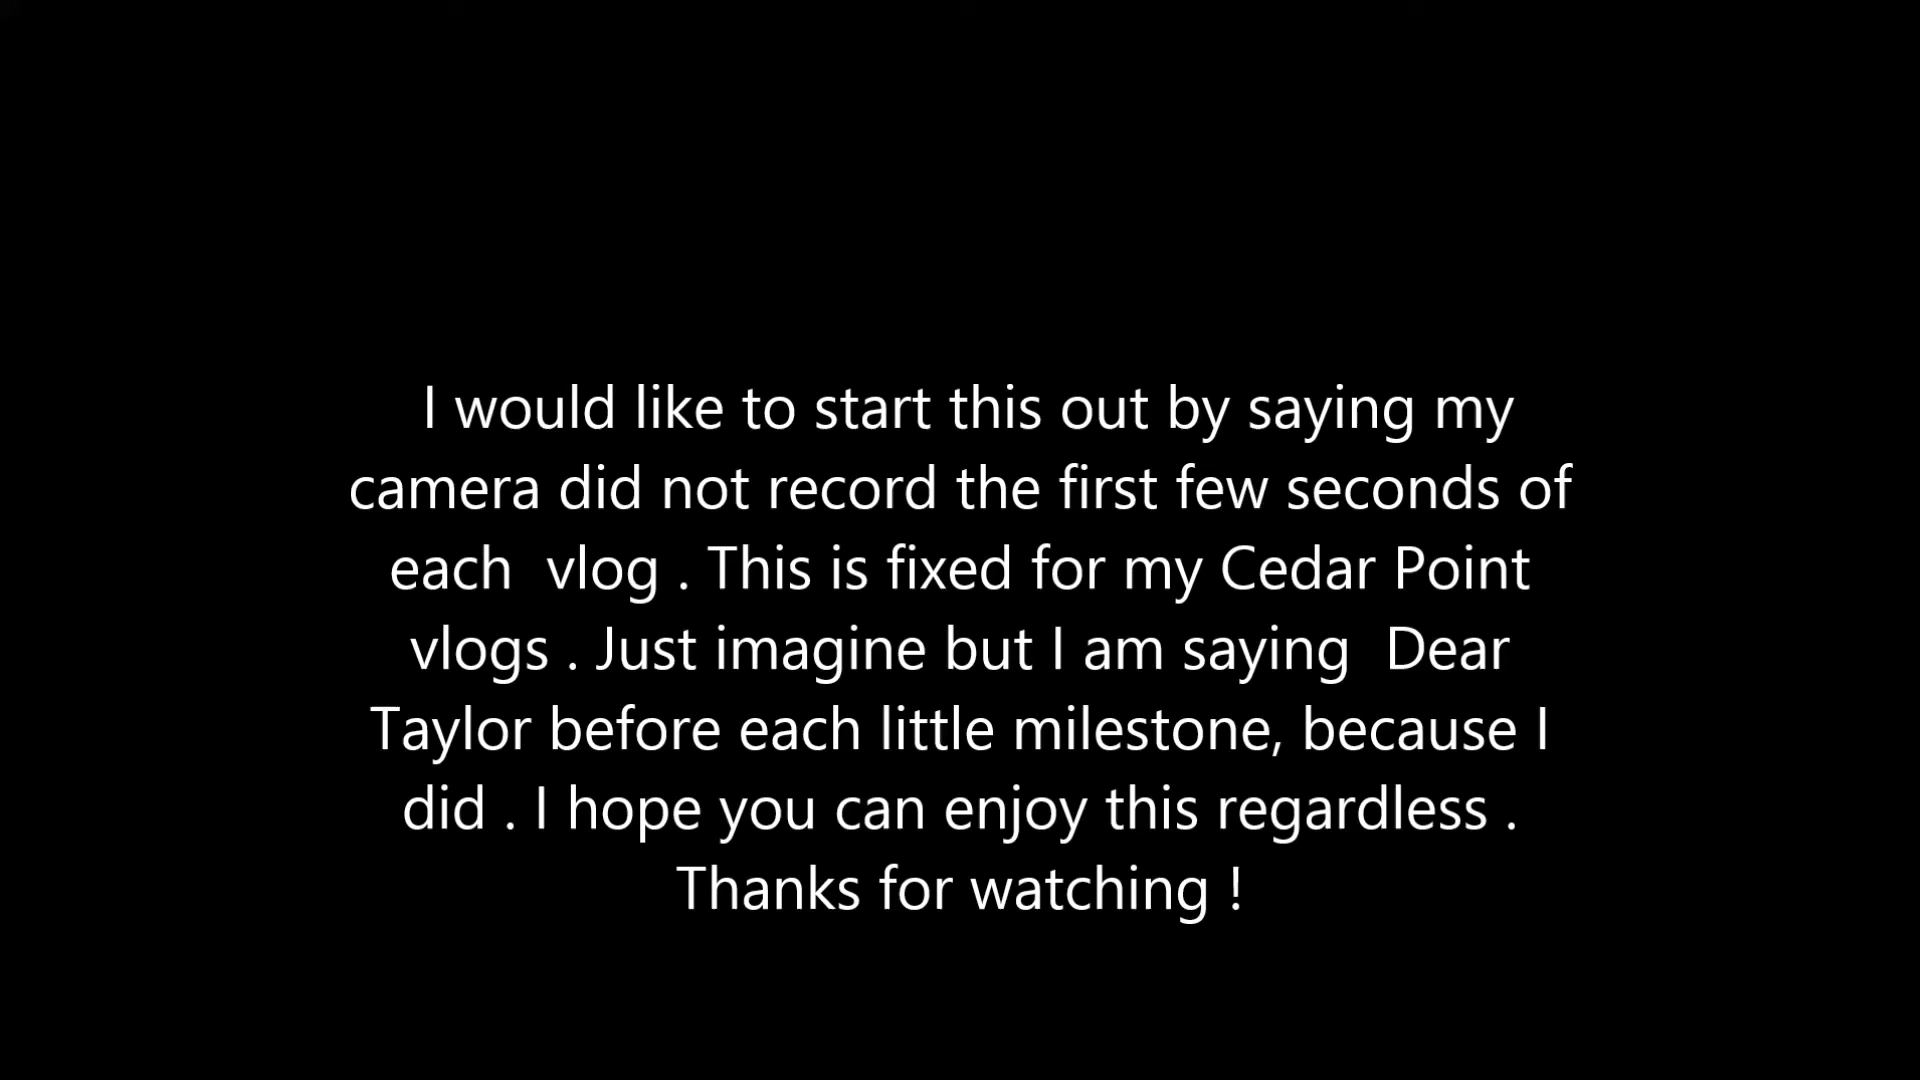 I would like to start this out by saying my
camera did not record the first few seconds of
each  vlog . This is fixed for my Cedar Point
vlogs . Just imagine but I am saying  Dear
Taylor before each little milestone, because I
did . I hope you can enjoy this regardless .
Thanks for watching !